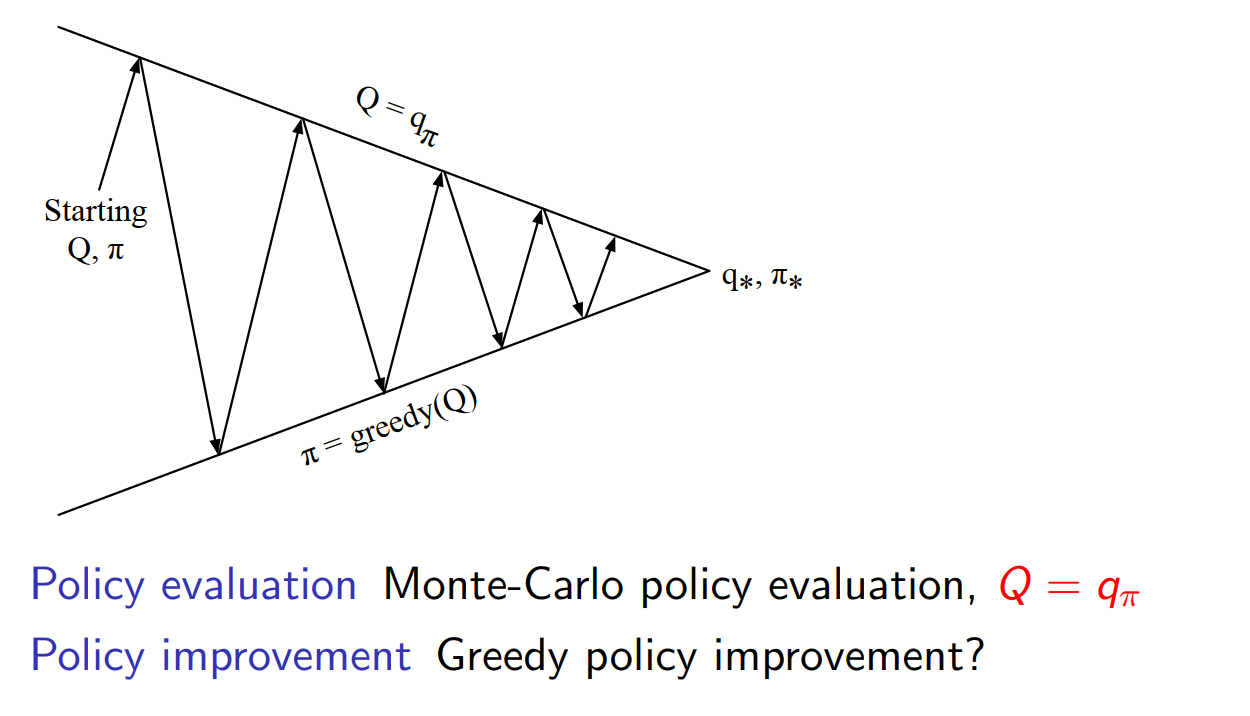 Q = qπ
Starting
Q, π
q*, π*
π = greedy(Q)
Policy evaluation Monte-Carlo policy evaluation, Q = qπ
Policy improvement Greedy policy improvement?